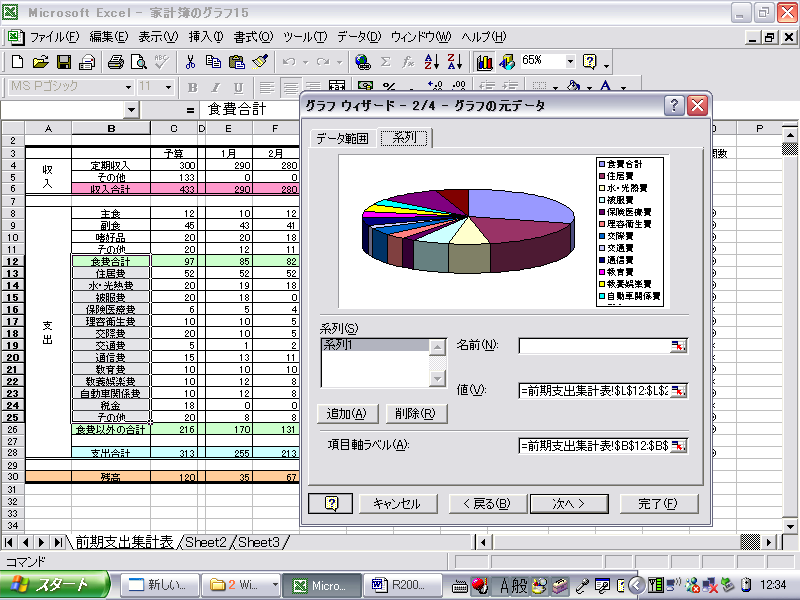 Microsoft Excel - 家計簿のグラフ15
ファイル(F) 編集(E) 表示(V) 挿入(I) 書式(O) ツール(T) データ(D) ウィンドウ(W) ヘルプ(H)
65%
MS Pゴシック 11 B I U
= 食費合計
グラフ ウィザード - 2/4 - グラフの元データ
データ範囲 系列
食費合計
住居費
水・光熱費
被服費
保険医療費
理容衛生費
交際費
交通費
通信費
教育費
教養娯楽費
自動車関係費
系列(S)
系列1
名前(N):
値(V):
=前期支出集計表!$L$12:$L$2
追加(A) 削除(R)
項目軸ラベル(A):
=前期支出集計表!$B$12:$B$
キャンセル < 戻る(B) 次へ > 完了(F)
A B C D E F P
2
3 予算 1月 2月
4 定期収入 300 290 280
5 その他 133 0 0
6 収入合計 433 290 280
収入
7
8 主食 12 10 12
9 副食 45 43 41
10 嗜好品 20 20 18
11 その他 20 12 11
12 食費合計 97 85 82
13 住居費 52 52 52
14 水・光熱費 20 19 18
15 被服費 20 18 0
16 保険医療費 6 5 4
17 理容衛生費 10 10 5
18 交際費 20 10 5
19 交通費 5 1 2
20 通信費 15 13 11
21 教育費 10 10 10
22 教養娯楽費 10 12 8
23 自動車関係費 10 12 8
24 税金 18 0 0
25 その他 20 8 8
支出
26 食費以外の合計 216 170 131
27
28 支出合計 313 255 213
29
30 残高 120 35 67
31
32
33
34
前期支出集計表 Sheet2 Sheet3
コマンド
スタート 新しい... 2 Wi... Micro... R200... A 般 12:34